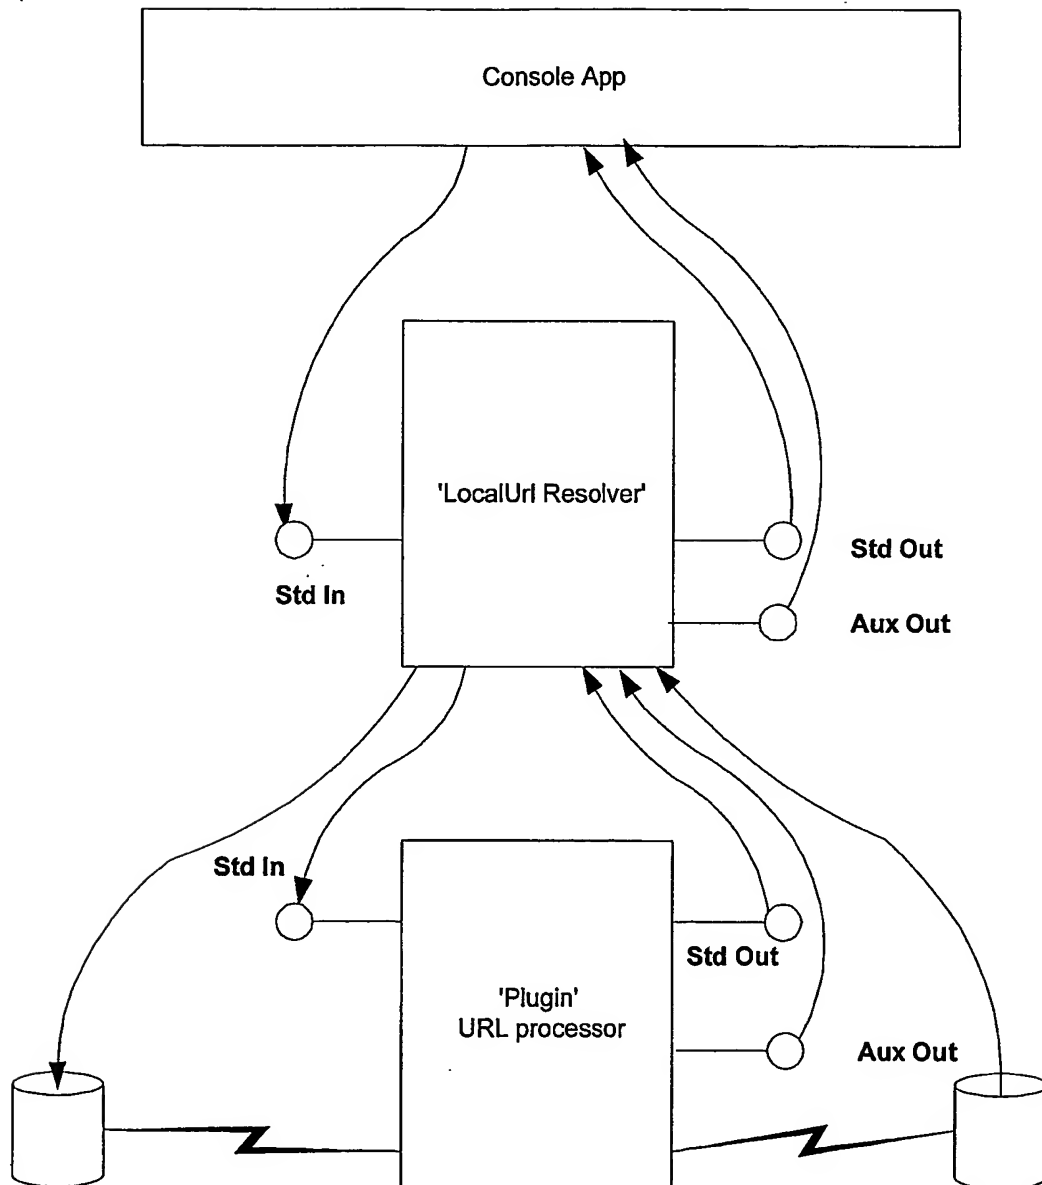 Console App
'LocalUrl Resolver'
Std Out
Std In
Aux Out
Std In
Std Out
'Plugin'
URL processor
Aux Out